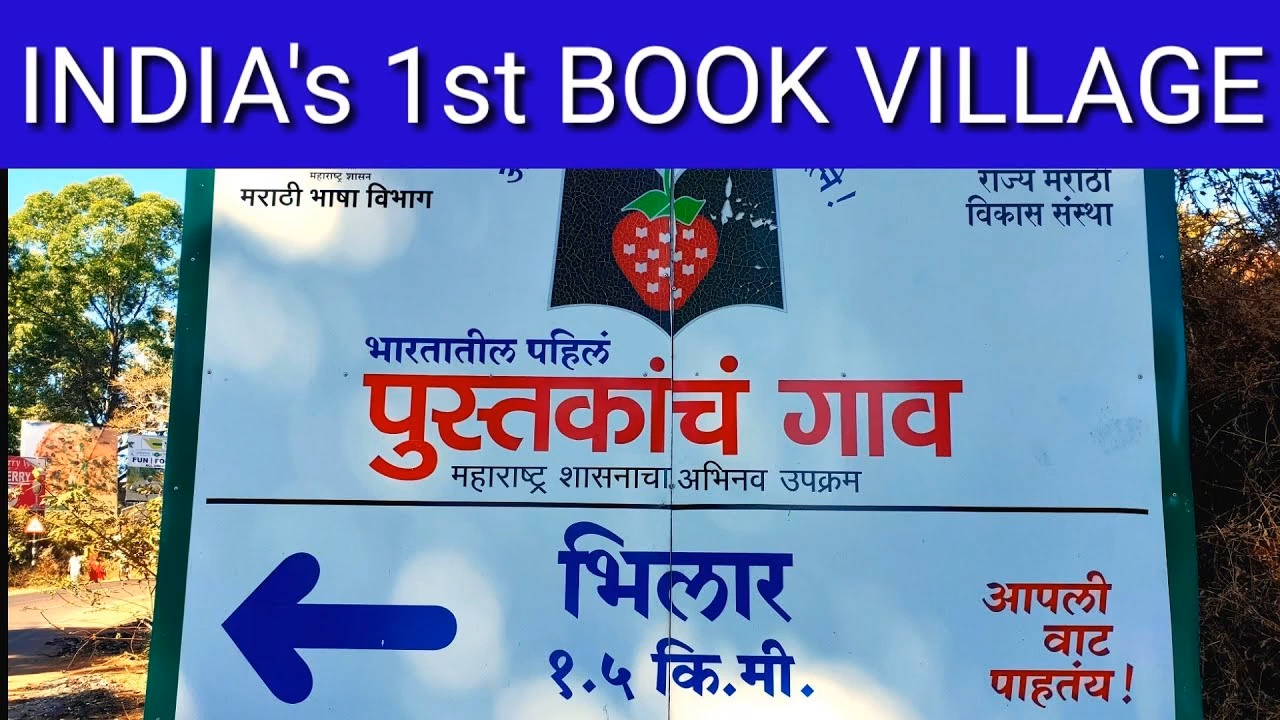 INDIA's 1st BOOK VILLAGE
महाराष्ट्र शासन
मराठी भाषा विभाग
राज्य मराठी
विकास संस्था
भारतातील पहिलं
पुस्तकांचं गाव
महाराष्ट्र शासनाचा अभिनव उपक्रम
भिलार
१.५ कि.मी.
आपली
वाट
पाहतंय!